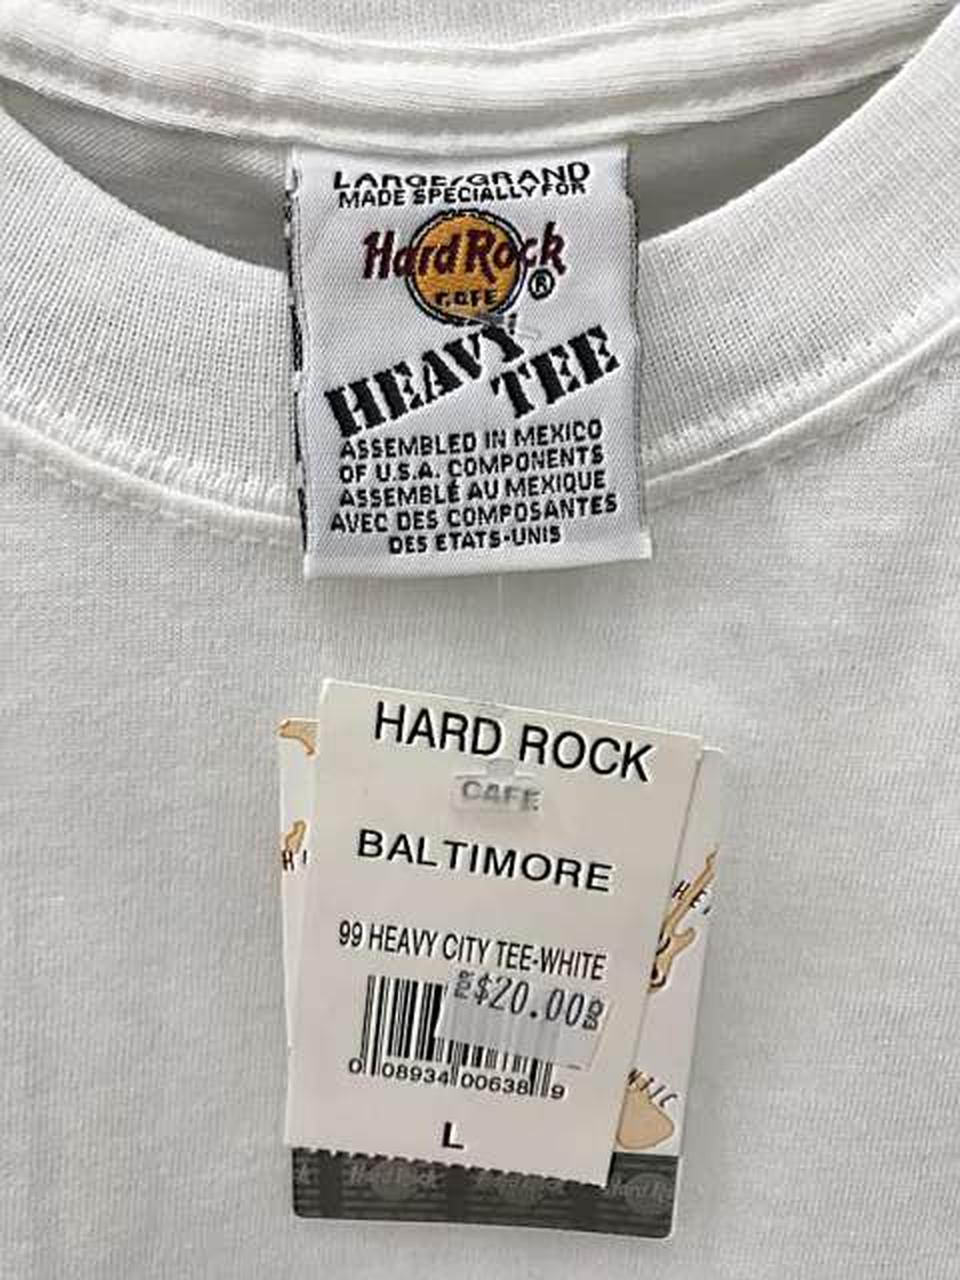 LARGE/GRAND
MADE SPECIALLY FOR
Hard Rock
CAFE
®
HEAVY
TEE
ASSEMBLED IN MEXICO
OF U.S.A. COMPONENTS
ASSEMBLÉ AU MEXIQUE
AVEC DES COMPOSANTES
DES ETATS-UNIS
HARD ROCK
CAFE
BALTIMORE
99 HEAVY CITY TEE-WHITE
$20.00
0 08934 00638 9
L
Hard Rock